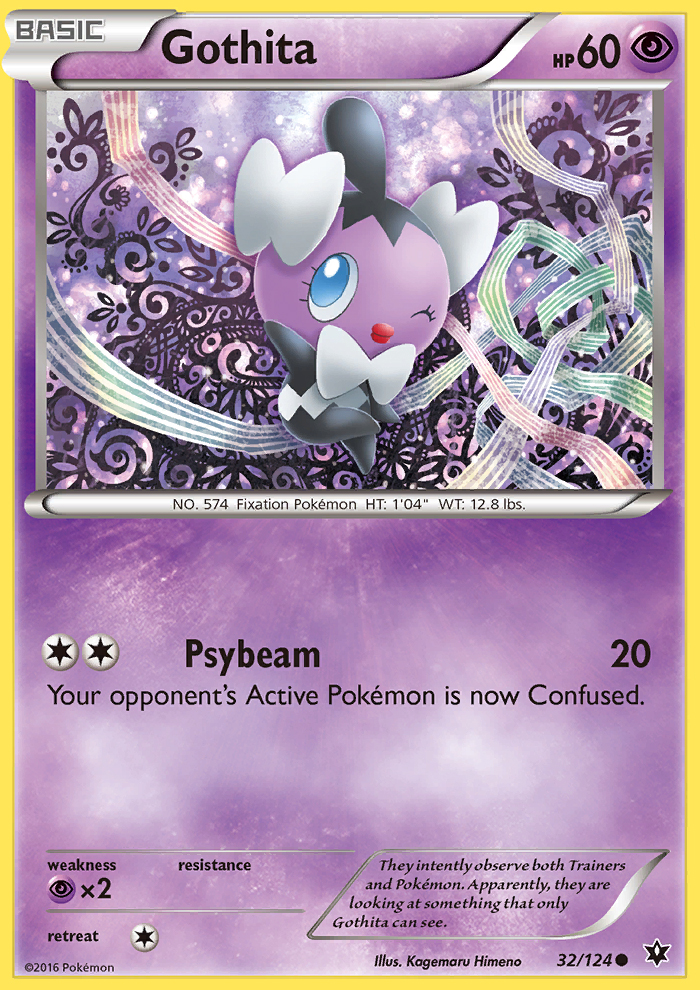 BASIC
Gothita
HP60
NO. 574 Fixation Pokémon HT: 1'04" WT: 12.8 lbs.
Psybeam 20
Your opponent's Active Pokémon is now Confused.
weakness resistance
×2
retreat
They intently observe both Trainers
and Pokémon. Apparently, they are
looking at something that only
Gothita can see.
©2016 Pokémon
Illus. Kagemaru Himeno
32/124